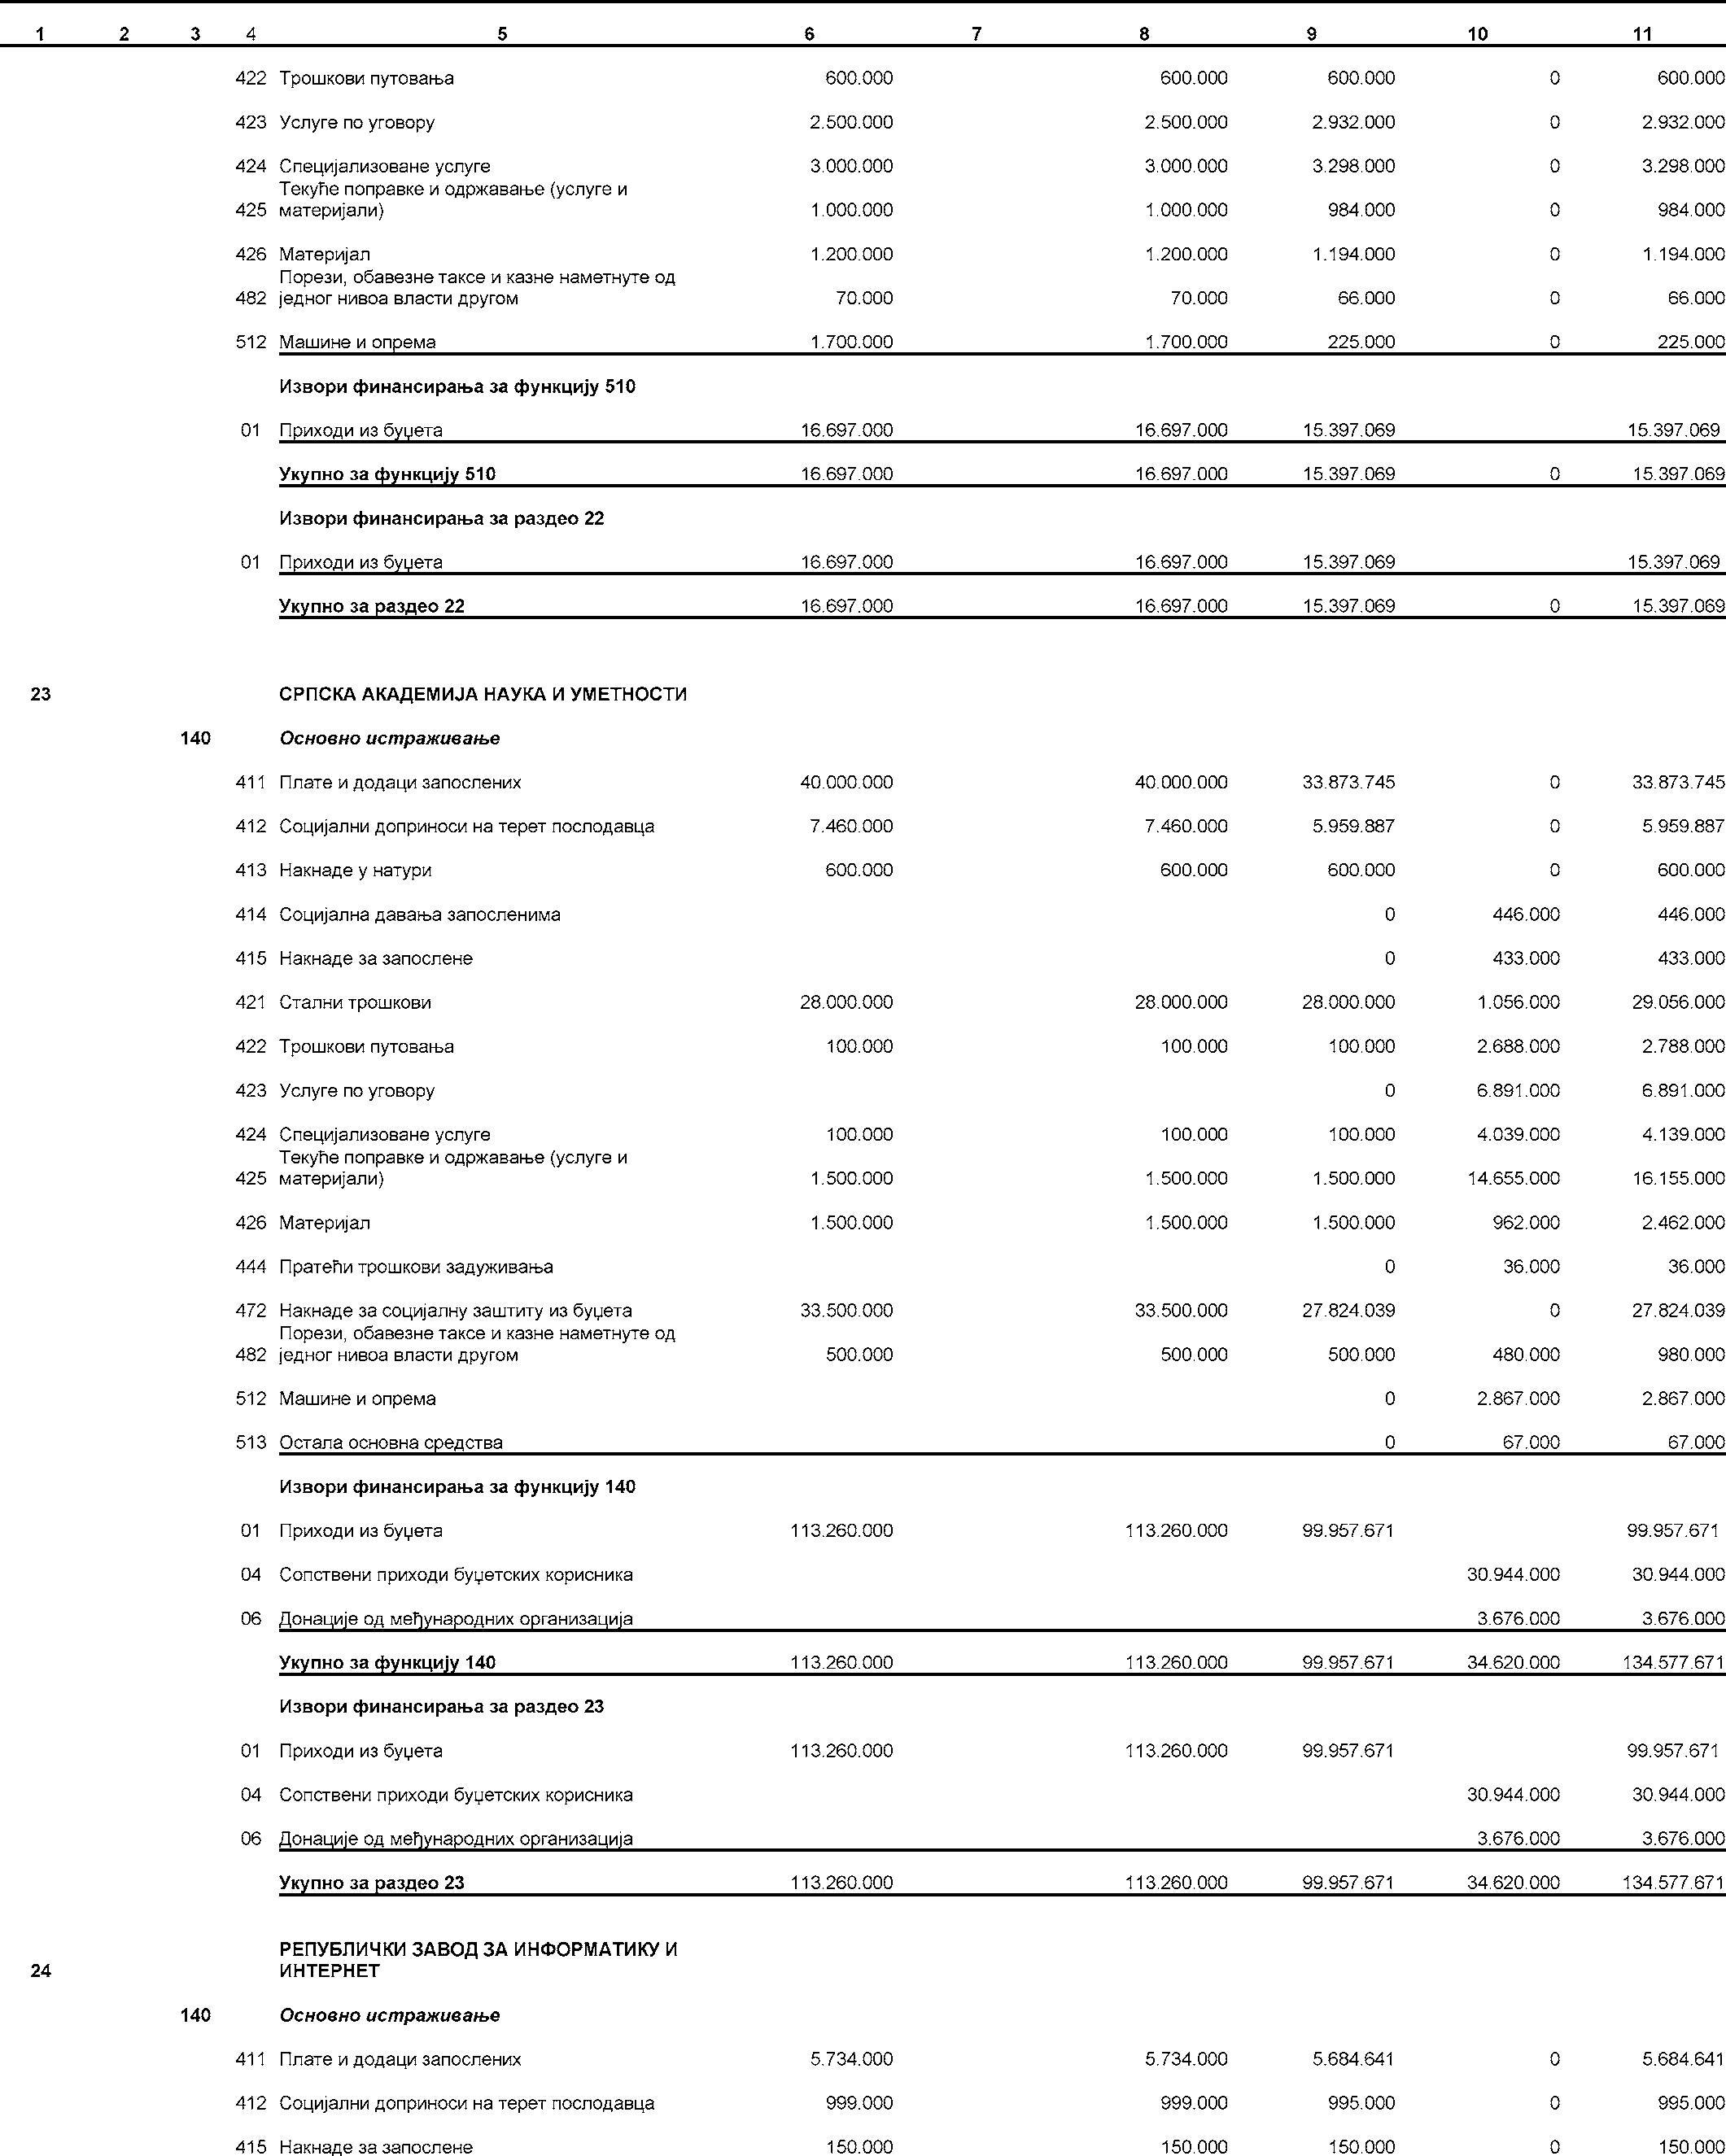 1 2 3 4 5 6 7 8 9 10 11
422 Трошкови путовања 600.000 600.000 600.000 0 600.000
423 Услуге по уговору 2.500.000 2.500.000 2.932.000 0 2.932.000
424 Специјализоване услуге 3.000.000 3.000.000 3.298.000 0 3.298.000
Текуће поправке и одржавање (услуге и
425 материјали) 1.000.000 1.000.000 984.000 0 984.000
426 Материјал 1.200.000 1.200.000 1.194.000 0 1.194.000
Порези, обавезне таксе и казне наметнуте од
482 једног нивоа власти другом 70.000 70.000 66.000 0 66.000
512 Машине и опрема 1.700.000 1.700.000 225.000 0 225.000
Извори финансирања за функцију 510
01 Приходи из буџета 16.697.000 16.697.000 15.397.069 15.397.069
Укупно за функцију 510 16.697.000 16.697.000 15.397.069 0 15.397.069
Извори финансирања за раздео 22
01 Приходи из буџета 16.697.000 16.697.000 15.397.069 15.397.069
Укупно за раздео 22 16.697.000 16.697.000 15.397.069 0 15.397.069
23 СРПСКА АКАДЕМИЈА НАУКА И УМЕТНОСТИ
140 Основно истраживање
411 Плате и додаци запослених 40.000.000 40.000.000 33.873.745 0 33.873.745
412 Социјални доприноси на терет послодавца 7.460.000 7.460.000 5.959.887 0 5.959.887
413 Накнаде у натури 600.000 600.000 600.000 0 600.000
414 Социјална давања запосленима 0 446.000 446.000
415 Накнаде за запослене 0 433.000 433.000
421 Стални трошкови 28.000.000 28.000.000 28.000.000 1.056.000 29.056.000
422 Трошкови путовања 100.000 100.000 100.000 2.688.000 2.788.000
423 Услуге по уговору 0 6.891.000 6.891.000
424 Специјализоване услуге 100.000 100.000 100.000 4.039.000 4.139.000
Текуће поправке и одржавање (услуге и
425 материјали) 1.500.000 1.500.000 1.500.000 14.655.000 16.155.000
426 Материјал 1.500.000 1.500.000 1.500.000 962.000 2.462.000
444 Пратећи трошкови задуживања 0 36.000 36.000
472 Накнаде за социјалну заштиту из буџета 33.500.000 33.500.000 27.824.039 0 27.824.039
Порези, обавезне таксе и казне наметнуте од
482 једног нивоа власти другом 500.000 500.000 500.000 480.000 980.000
512 Машине и опрема 0 2.867.000 2.867.000
513 Остала основна средства 0 67.000 67.000
Извори финансирања за функцију 140
01 Приходи из буџета 113.260.000 113.260.000 99.957.671 99.957.671
04 Сопствени приходи буџетских корисника 30.944.000 30.944.000
06 Донације од међународних организација 3.676.000 3.676.000
Укупно за функцију 140 113.260.000 113.260.000 99.957.671 34.620.000 134.577.671
Извори финансирања за раздео 23
01 Приходи из буџета 113.260.000 113.260.000 99.957.671 99.957.671
04 Сопствени приходи буџетских корисника 30.944.000 30.944.000
06 Донације од међународних организација 3.676.000 3.676.000
Укупно за раздео 23 113.260.000 113.260.000 99.957.671 34.620.000 134.577.671
РЕПУБЛИЧКИ ЗАВОД ЗА ИНФОРМАТИКУ И
24 ИНТЕРНЕТ
140 Основно истраживање
411 Плате и додаци запослених 5.734.000 5.734.000 5.684.641 0 5.684.641
412 Социјални доприноси на терет послодавца 999.000 999.000 995.000 0 995.000
415 Накнаде за запослене 150.000 150.000 150.000 0 150.000